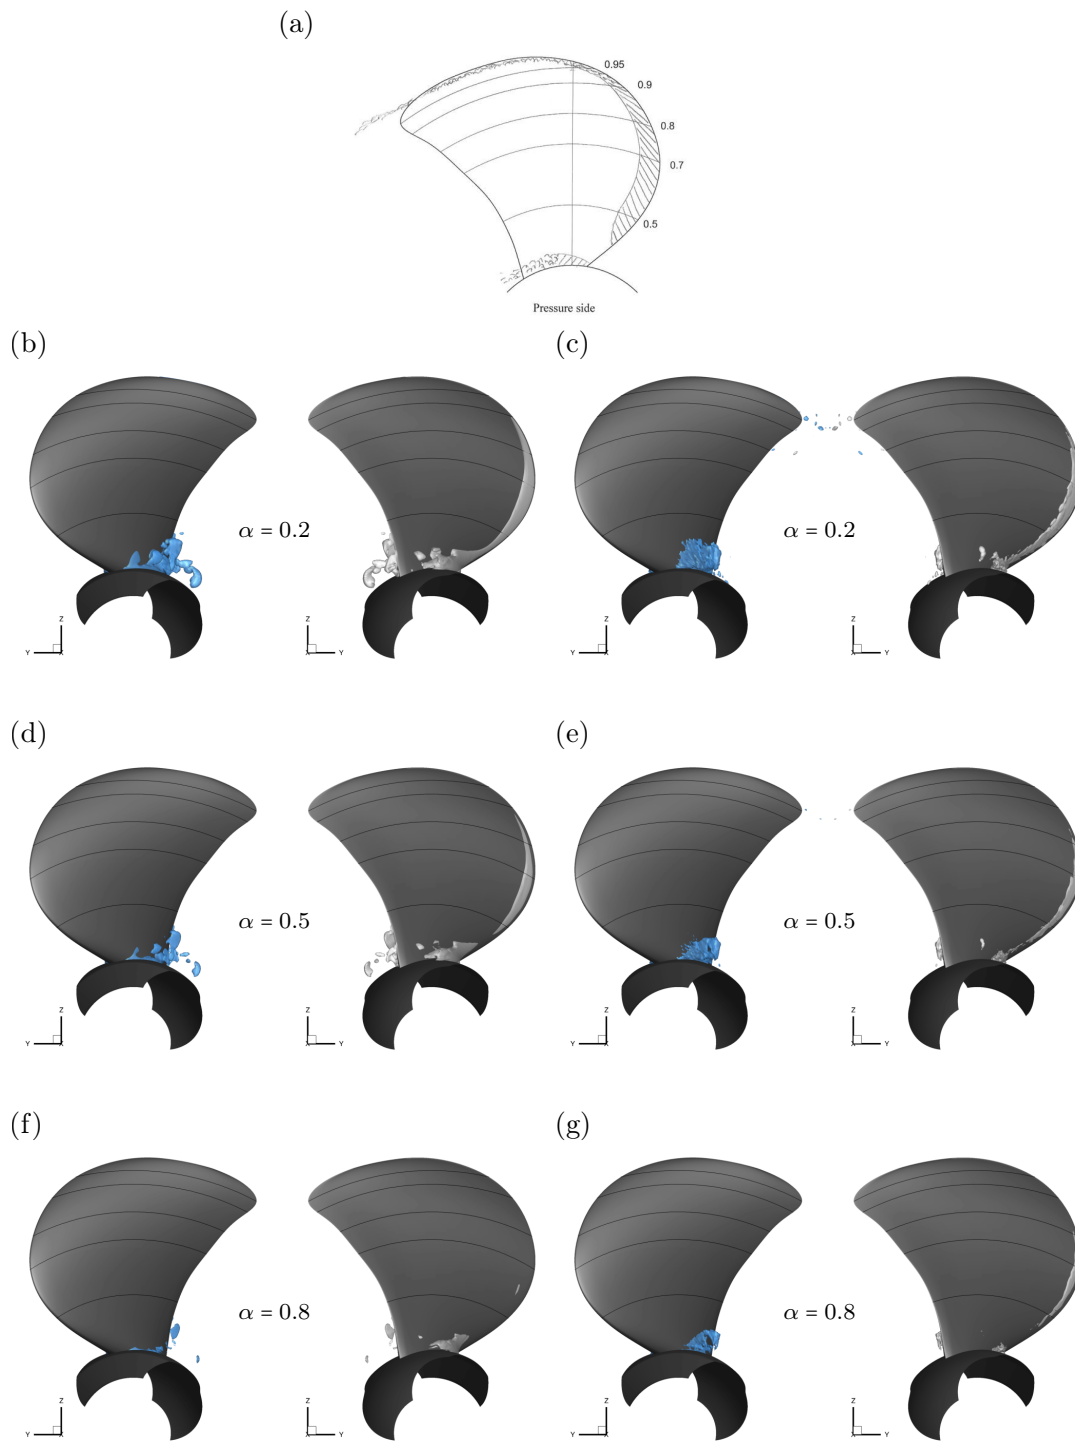 (a)
0.95
0.9
0.8
0.7
0.5
Pressure side
(b)
(c)
α = 0.2
α = 0.2
Z
Y X
Z
X Y
Z
Y X
Z
X Y
(d)
(e)
α = 0.5
α = 0.5
Z
Y X
Z
X Y
Z
Y X
Z
X Y
(f)
(g)
α = 0.8
α = 0.8
Z
Y X
Z
X Y
Z
Y X
Z
X Y